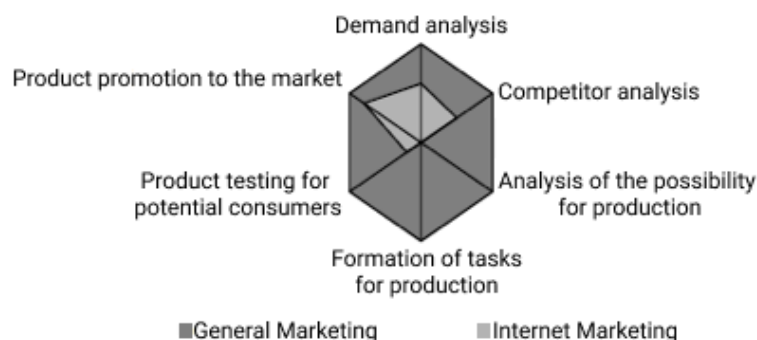 Demand analysis
Product promotion to the market
Competitor analysis
Product testing for
potential consumers
Analysis of the possibility
for production
Formation of tasks
for production
General Marketing
Internet Marketing